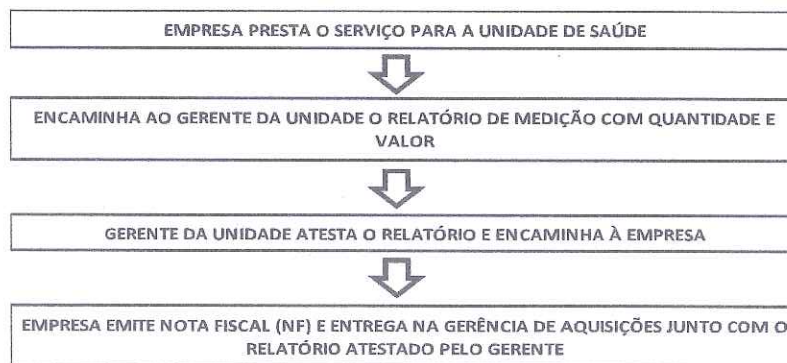 EMPRESA PRESTA O SERVIÇO PARA A UNIDADE DE SAÚDE
ENCAMINHA AO GERENTE DA UNIDADE O RELATÓRIO DE MEDIÇÃO COM QUANTIDADE E
VALOR
GERENTE DA UNIDADE ATESTA O RELATÓRIO E ENCAMINHA À EMPRESA
EMPRESA EMITE NOTA FISCAL (NF) E ENTREGA NA GERÊNCIA DE AQUISIÇÕES JUNTO COM O
RELATÓRIO ATESTADO PELO GERENTE